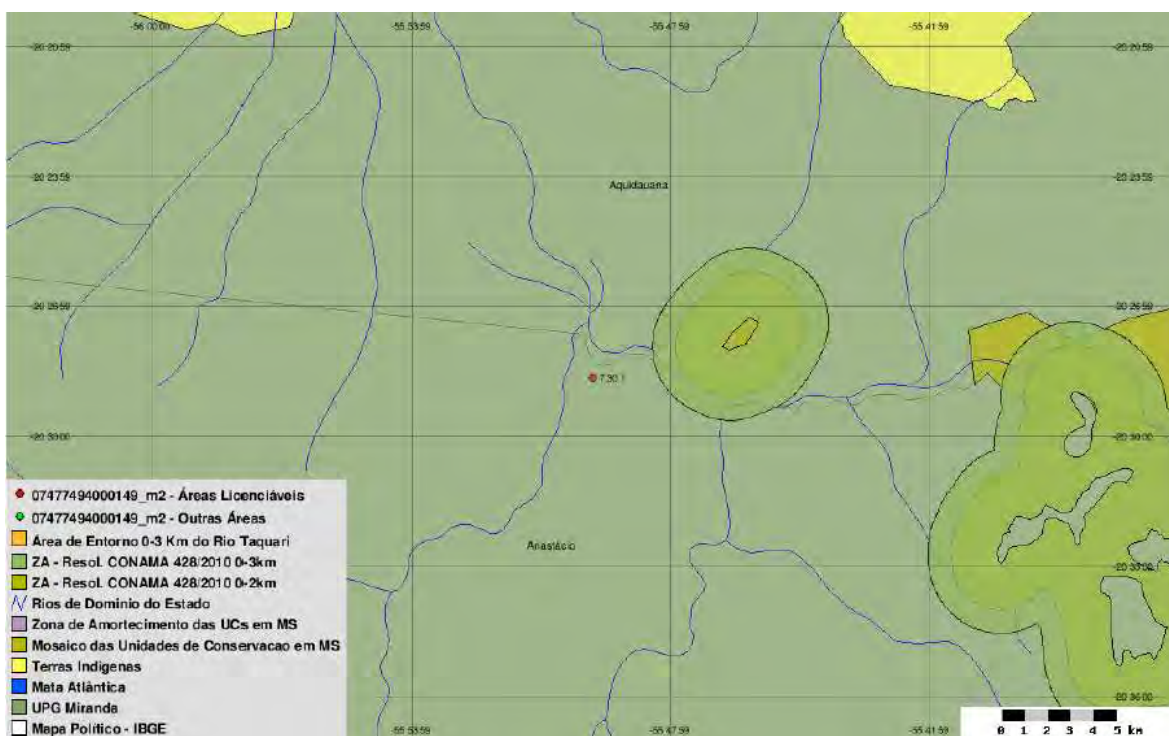 -56 00:00 -55 53:59 -55 47:59 -55 41:59
-20 20:59 -20 20:59
-20 23:59 -20 23:59
Aquidauana
-20 26:59 -20 26:59
7.30.1
-20 30:00 -20 30:00
07477494000149_m2 - Áreas Licenciáveis
07477494000149_m2 - Outras Áreas
Área de Entorno 0-3 Km do Rio Taquari
ZA - Resol. CONAMA 428/2010 0-3km
ZA - Resol. CONAMA 428/2010 0-2km
Rios de Dominio do Estado
Zona de Amortecimento das UCs em MS
Mosaico das Unidades de Conservacao em MS
Terras Indigenas
Mata Atlântica
UPG Miranda
Mapa Político - IBGE
Anastácio
-20 36:00
-55 53:59 -55 47:59 -55 41:59
0 1 2 3 4 5 km